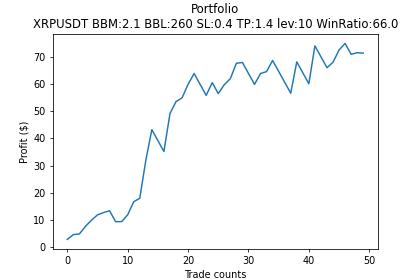 Portfolio
XRPUSDT BBM:2.1 BBL:260 SL:0.4 TP:1.4 lev:10 WinRatio:66.0
70
60
50
40
30
20
10
0
Profit ($)
0 10 20 30 40 50
Trade counts